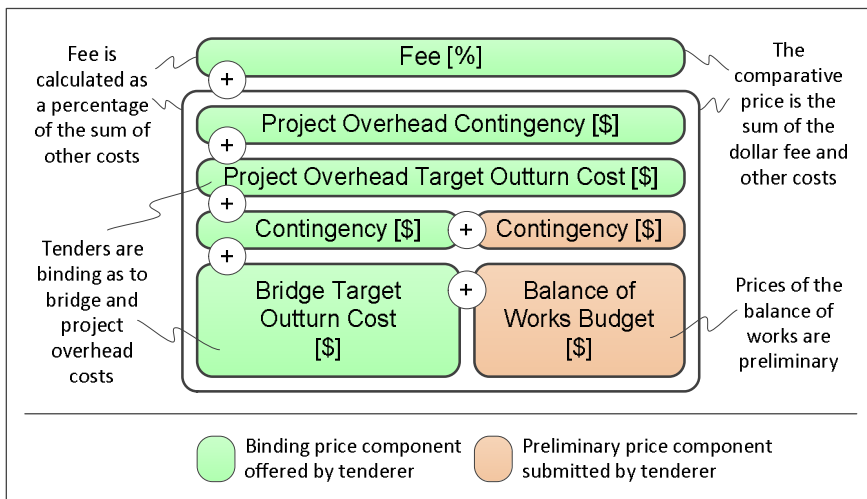 Fee is
calculated as
a percentage
of the sum of
other costs
Fee [%]
The
comparative
price is the
sum of the
dollar fee and
other costs
+
Project Overhead Contingency [$]
+
Project Overhead Target Outturn Cost [$]
+
Contingency [$]
+
Contingency [$]
+
Tenders are
binding as to
bridge and
project
overhead
costs
Bridge Target
Outturn Cost
[$]
+
Balance of
Works Budget
[$]
Prices of the
balance of
works are
preliminary
Binding price component
offered by tenderer
Preliminary price component
submitted by tenderer